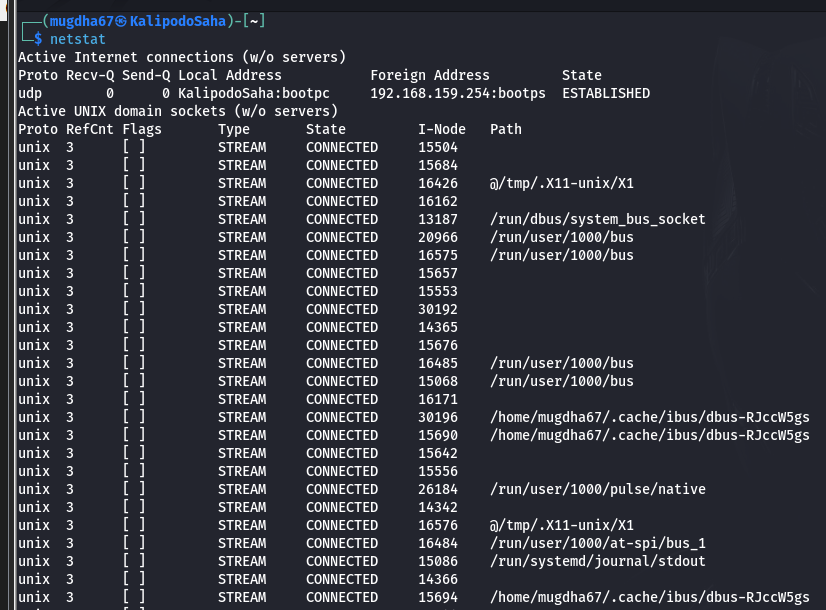 ┌──(mugdha67㉿KalipodoSaha)-[~]
└─$ netstat
Active Internet connections (w/o servers)
Proto Recv-Q Send-Q Local Address           Foreign Address         State
udp        0      0 KalipodoSaha:bootpc     192.168.159.254:bootps  ESTABLISHED
Active UNIX domain sockets (w/o servers)
Proto RefCnt Flags       Type       State         I-Node   Path
unix  3      [ ]         STREAM     CONNECTED     15504
unix  3      [ ]         STREAM     CONNECTED     15684
unix  3      [ ]         STREAM     CONNECTED     16426    @/tmp/.X11-unix/X1
unix  3      [ ]         STREAM     CONNECTED     16162
unix  3      [ ]         STREAM     CONNECTED     13187    /run/dbus/system_bus_socket
unix  3      [ ]         STREAM     CONNECTED     20966    /run/user/1000/bus
unix  3      [ ]         STREAM     CONNECTED     16575    /run/user/1000/bus
unix  3      [ ]         STREAM     CONNECTED     15657
unix  3      [ ]         STREAM     CONNECTED     15553
unix  3      [ ]         STREAM     CONNECTED     30192
unix  3      [ ]         STREAM     CONNECTED     14365
unix  3      [ ]         STREAM     CONNECTED     15676
unix  3      [ ]         STREAM     CONNECTED     16485    /run/user/1000/bus
unix  3      [ ]         STREAM     CONNECTED     15068    /run/user/1000/bus
unix  3      [ ]         STREAM     CONNECTED     16171
unix  3      [ ]         STREAM     CONNECTED     30196    /home/mugdha67/.cache/ibus/dbus-RJccW5gs
unix  3      [ ]         STREAM     CONNECTED     15690    /home/mugdha67/.cache/ibus/dbus-RJccW5gs
unix  3      [ ]         STREAM     CONNECTED     15642
unix  3      [ ]         STREAM     CONNECTED     15556
unix  3      [ ]         STREAM     CONNECTED     26184    /run/user/1000/pulse/native
unix  3      [ ]         STREAM     CONNECTED     14342
unix  3      [ ]         STREAM     CONNECTED     16576    @/tmp/.X11-unix/X1
unix  3      [ ]         STREAM     CONNECTED     16484    /run/user/1000/at-spi/bus_1
unix  3      [ ]         STREAM     CONNECTED     15086    /run/systemd/journal/stdout
unix  3      [ ]         STREAM     CONNECTED     14366
unix  3      [ ]         STREAM     CONNECTED     15694    /home/mugdha67/.cache/ibus/dbus-RJccW5gs